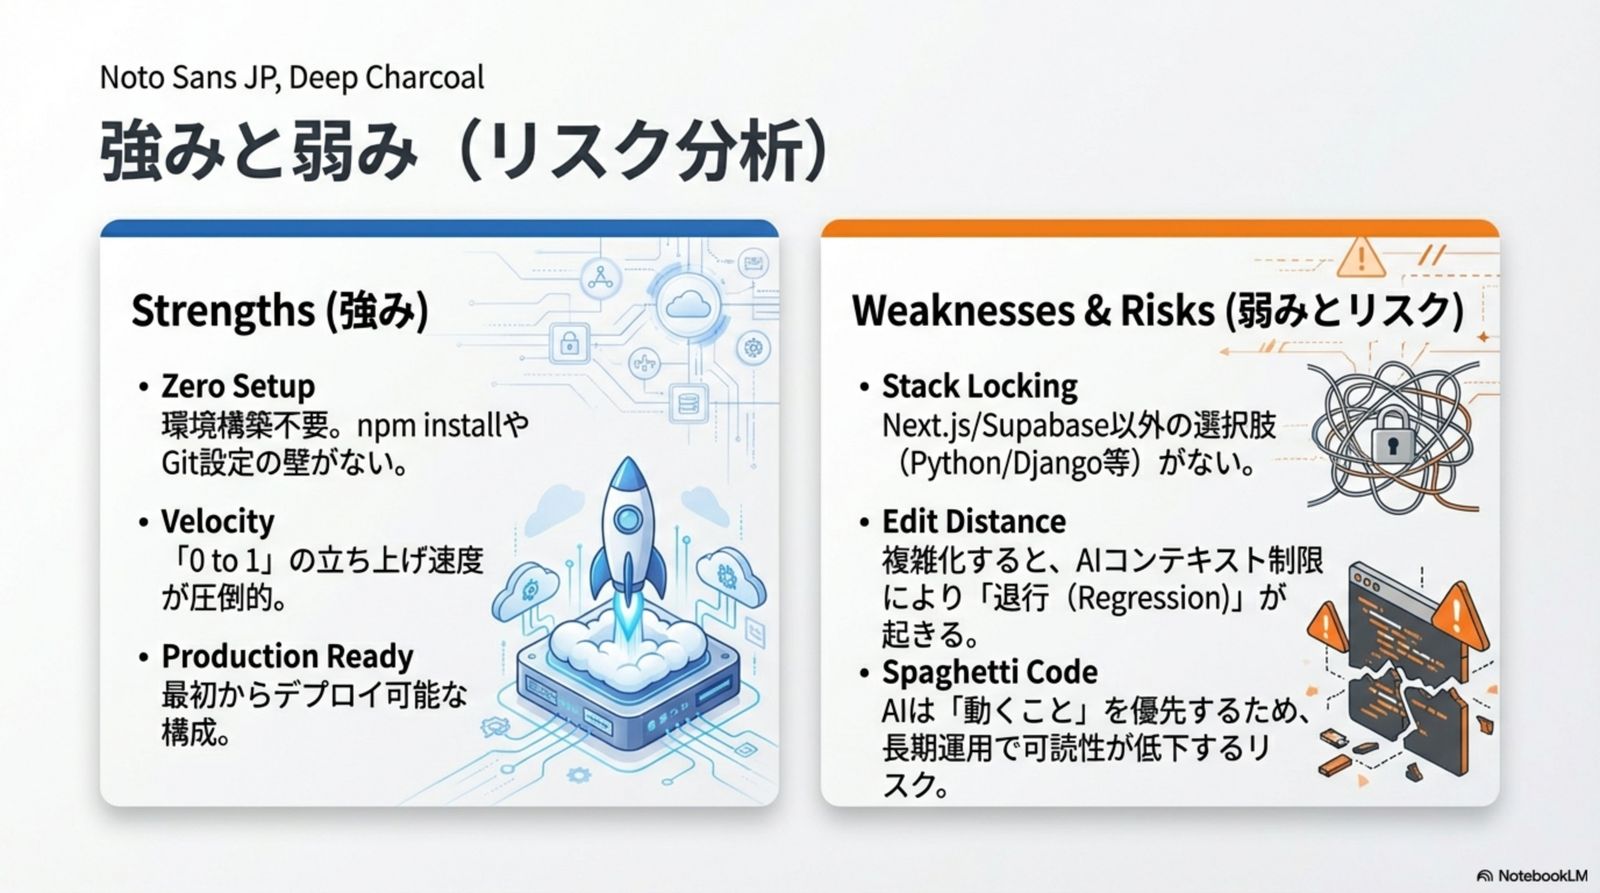 Noto Sans JP, Deep Charcoal
強みと弱み（リスク分析）
Strengths (強み)
• Zero Setup
環境構築不要。npm installや
Git設定の壁がない。
• Velocity
「0 to 1」の立ち上げ速度
が圧倒的。
• Production Ready
最初からデプロイ可能な
構成。
Weaknesses & Risks (弱みとリスク)
• Stack Locking
Next.js/Supabase以外の選択肢
（Python/Django等）がない。
• Edit Distance
複雑化すると、AIコンテキスト制限
により「退行（Regression)」が
起きる。
• Spaghetti Code
AIは「動くこと」を優先するため、
長期運用で可読性が低下するリ
スク。
NotebookLM